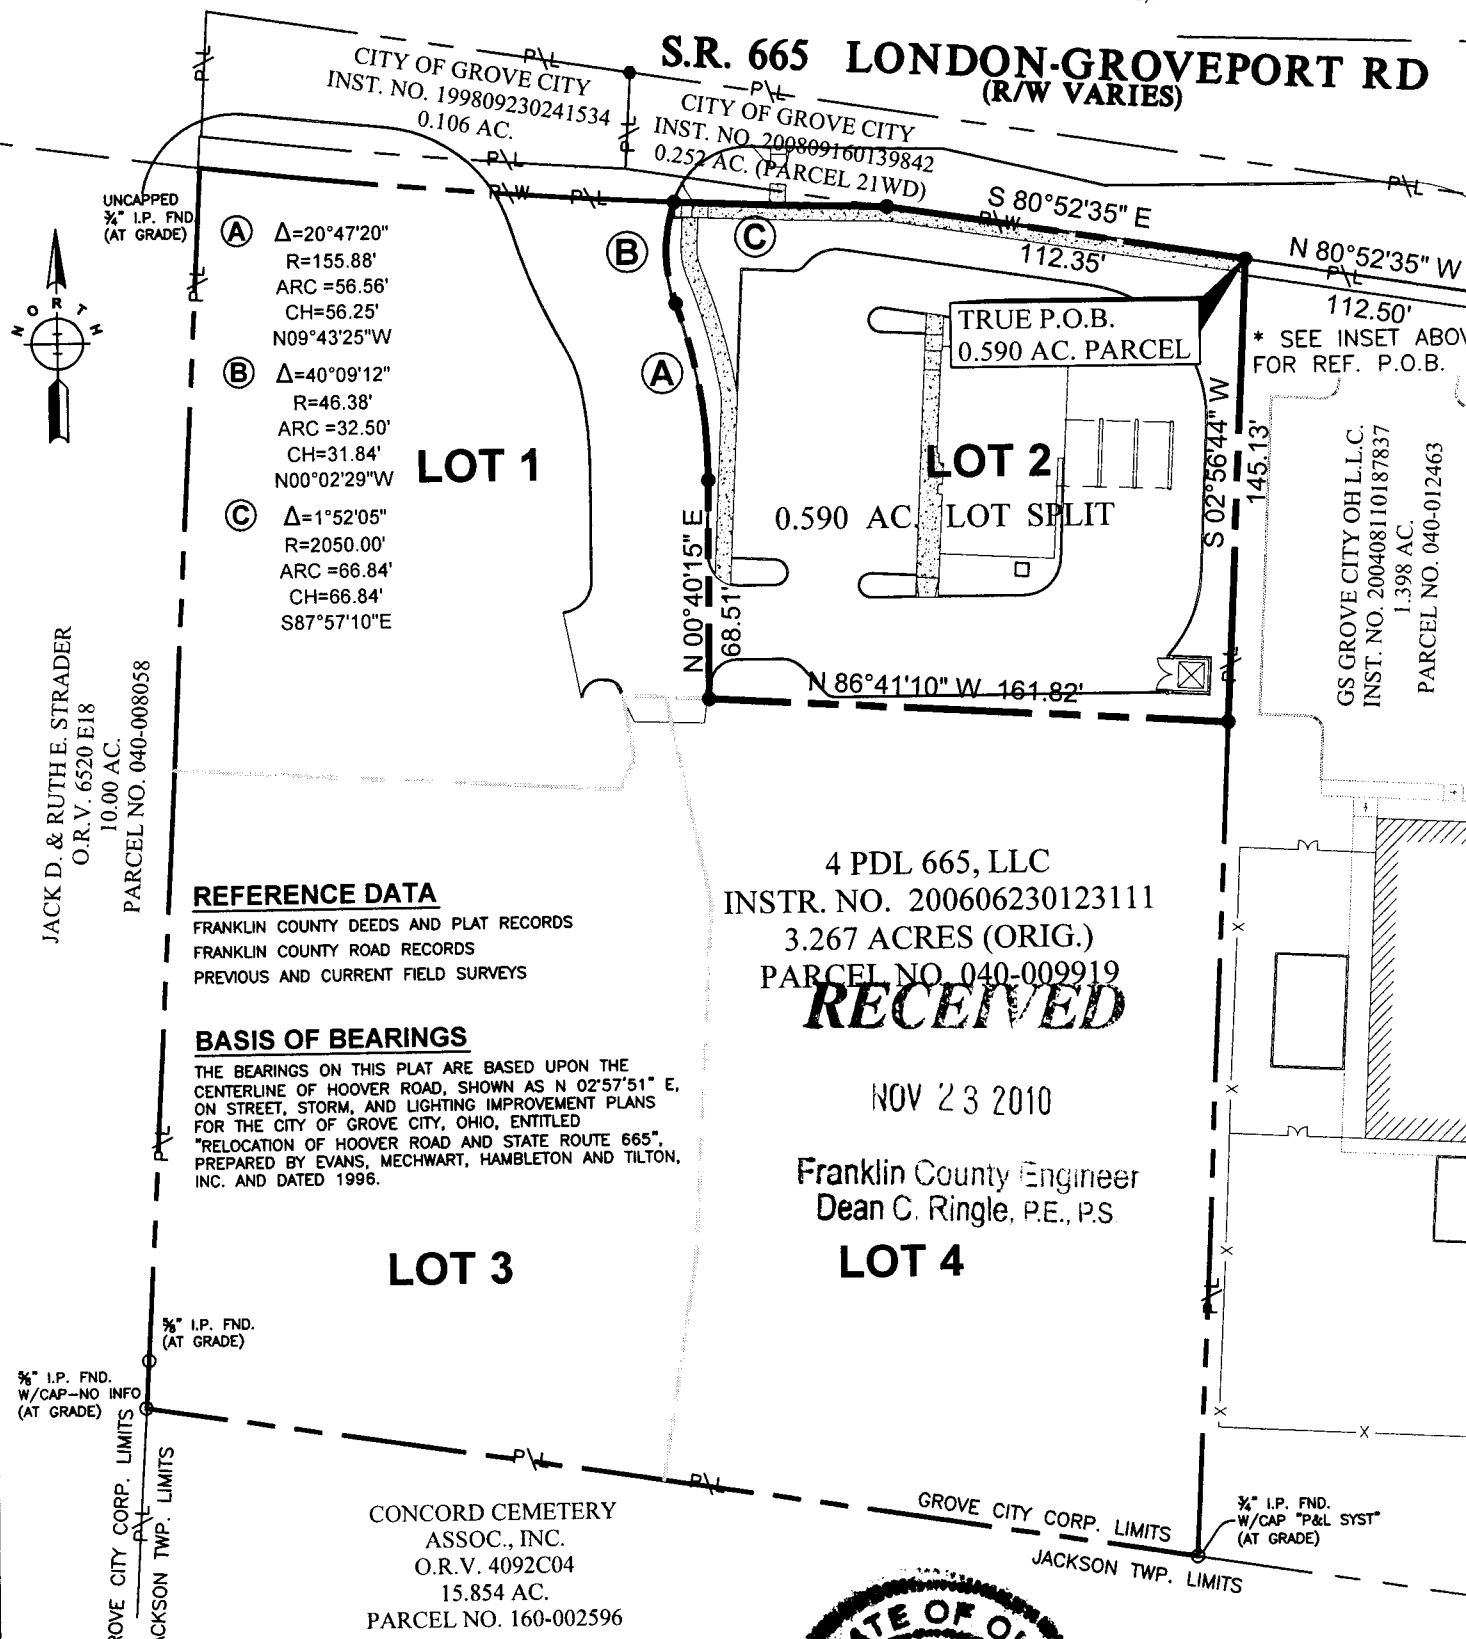 S.R. 665 LONDON-GROVEPORT RD
(R/W VARIES)
CITY OF GROVE CITY
INST. NO. 199809230241534
0.106 AC.
CITY OF GROVE CITY
INST. NO. 200809160139842
0.252 AC. (PARCEL 21WD)
P\L
P\L
P\L
P\L
P\L
P\W
P\L
P\L
P\W
S 80°52'35" E
112.35'
N 80°52'35" W
P\L
112.50'
* SEE INSET ABOV
FOR REF. P.O.B.
UNCAPPED
¾" I.P. FND.
(AT GRADE)
P\L
NORTH
A
Δ=20°47'20"
R=155.88'
ARC =56.56'
CH=56.25'
N09°43'25"W
B
Δ=40°09'12"
R=46.38'
ARC =32.50'
CH=31.84'
N00°02'29"W
C
Δ=1°52'05"
R=2050.00'
ARC =66.84'
CH=66.84'
S87°57'10"E
B
C
A
TRUE P.O.B.
0.590 AC. PARCEL
LOT 1
LOT 2
0.590 AC. LOT SPLIT
S 02°56'44" W
145.13'
N 00°40'15" E
68.51'
N 86°41'10" W 161.82'
P\L
GS GROVE CITY OH L.L.C.
INST. NO. 200408110187837
1.398 AC.
PARCEL NO. 040-012463
JACK D. & RUTH E. STRADER
O.R.V. 6520 E18
10.00 AC.
PARCEL NO. 040-008058
4 PDL 665, LLC
INSTR. NO. 200606230123111
3.267 ACRES (ORIG.)
PARCEL NO. 040-009919
RECEIVED
NOV 23 2010
Franklin County Engineer
Dean C. Ringle, P.E., P.S.
REFERENCE DATA
FRANKLIN COUNTY DEEDS AND PLAT RECORDS
FRANKLIN COUNTY ROAD RECORDS
PREVIOUS AND CURRENT FIELD SURVEYS
BASIS OF BEARINGS
THE BEARINGS ON THIS PLAT ARE BASED UPON THE
CENTERLINE OF HOOVER ROAD, SHOWN AS N 02°57'51" E,
ON STREET, STORM, AND LIGHTING IMPROVEMENT PLANS
FOR THE CITY OF GROVE CITY, OHIO, ENTITLED
"RELOCATION OF HOOVER ROAD AND STATE ROUTE 665",
PREPARED BY EVANS, MECHWART, HAMBLETON AND TILTON,
INC. AND DATED 1996.
P\L
LOT 3
LOT 4
P\L
⅝" I.P. FND.
(AT GRADE)
⅝" I.P. FND.
W/CAP-NO INFO
(AT GRADE)
P\L
P\L
ROVE CITY CORP. LIMITS
P\L
ACKSON TWP. LIMITS
GROVE CITY CORP. LIMITS
JACKSON TWP. LIMITS
¾" I.P. FND.
W/CAP "P&L SYST"
(AT GRADE)
CONCORD CEMETERY
ASSOC., INC.
O.R.V. 4092C04
15.854 AC.
PARCEL NO. 160-002596
ATE OF O